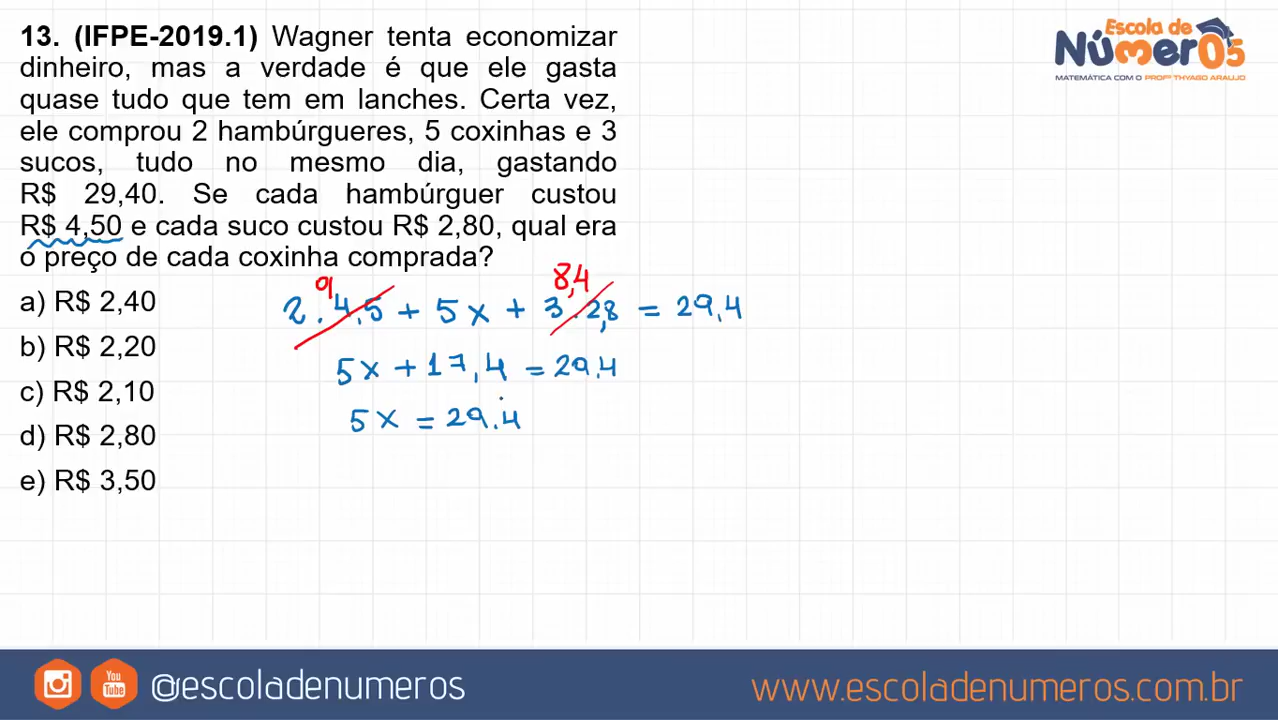 13. (IFPE-2019.1) Wagner tenta economizar
dinheiro, mas a verdade é que ele gasta
quase tudo que tem em lanches. Certa vez,
ele comprou 2 hambúrgueres, 5 coxinhas e 3
sucos, tudo no mesmo dia, gastando
R$ 29,40. Se cada hambúrguer custou
R$ 4,50 e cada suco custou R$ 2,80, qual era
o preço de cada coxinha comprada?
a) R$ 2,40
b) R$ 2,20
c) R$ 2,10
d) R$ 2,80
e) R$ 3,50
9 8,4
2.4,5 + 5x + 3.2,8 = 29,4
5x + 17,4 = 29,4
5x = 29,4
Escola de
Números
MATEMÁTICA COM O PROFº THYAGO ARAUJO
You
Tube
@escoladenumeros
www.escoladenumeros.com.br